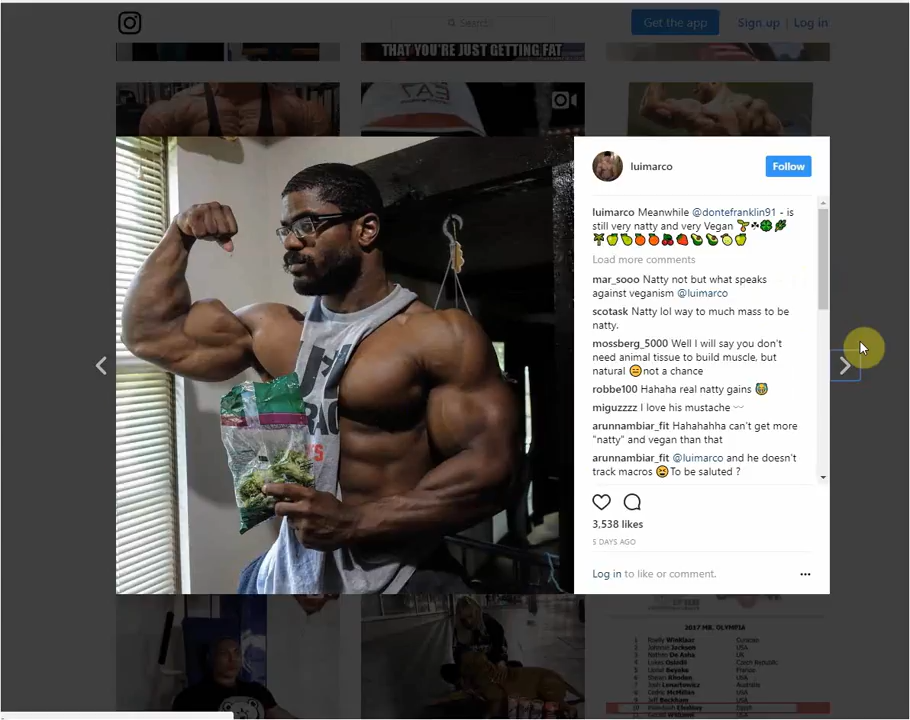 Search
Get the app
Sign up | Log in
THAT YOU'RE JUST GETTING FAT
luimarco
Follow
luimarco Meanwhile @dontefranklin91 - is
still very natty and very Vegan 🌱☘🍀🌿
🌴🍏🍐🍊🍊🍒🍓🥑🥑🍋🍏
Load more comments
mar_sooo Natty not but what speaks
against veganism @luimarco
scotask Natty lol way to much mass to be
natty.
mossberg_5000 Well I will say you don't
need animal tissue to build muscle, but
natural 😑not a chance
robbe100 Hahaha real natty gains
miguzzzz I love his mustache 〰
arunnambiar_fit Hahahahha can't get more
"natty" and vegan than that
arunnambiar_fit @luimarco and he doesn't
track macros 😆To be saluted ?
3,538 likes
5 DAYS AGO
Log in to like or comment.
2017 MR. OLYMPIA